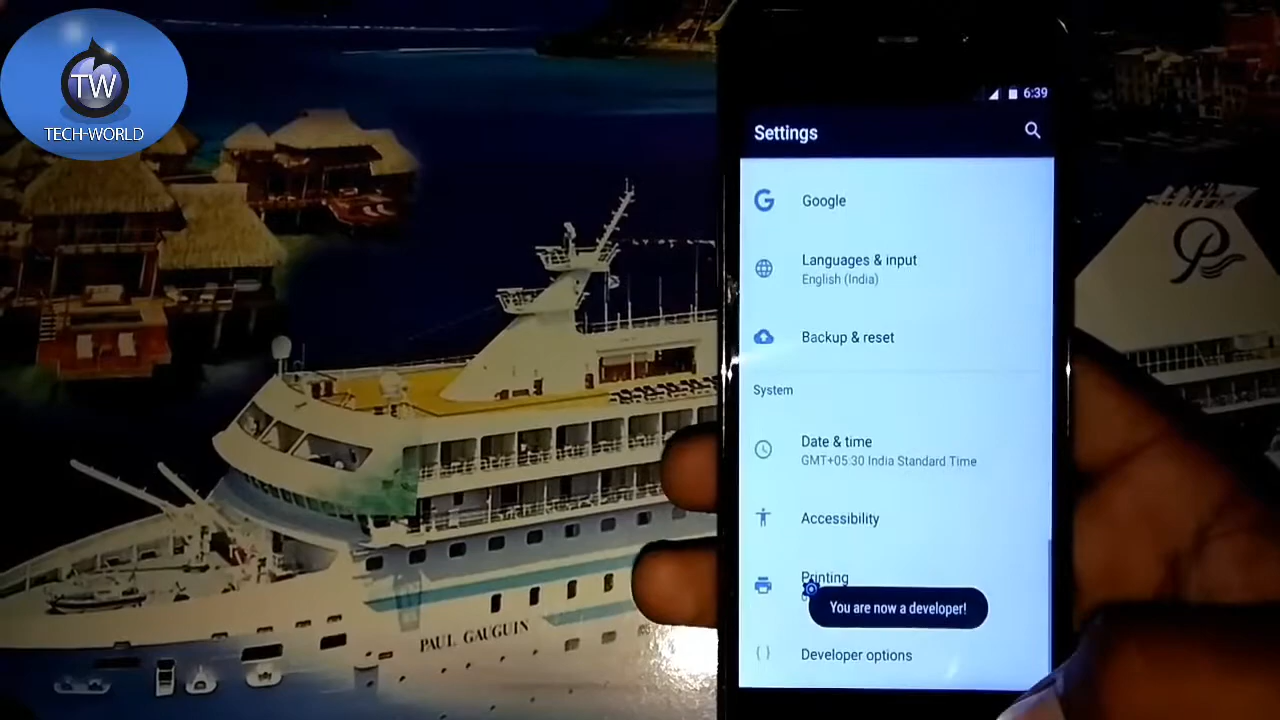 TW
TECH-WORLD
6:39
Settings
Google
Languages & input
English (India)
Backup & reset
System
Date & time
GMT+05:30 India Standard Time
Accessibility
Printing
You are now a developer!
Developer options
PAUL GAUGUIN
P